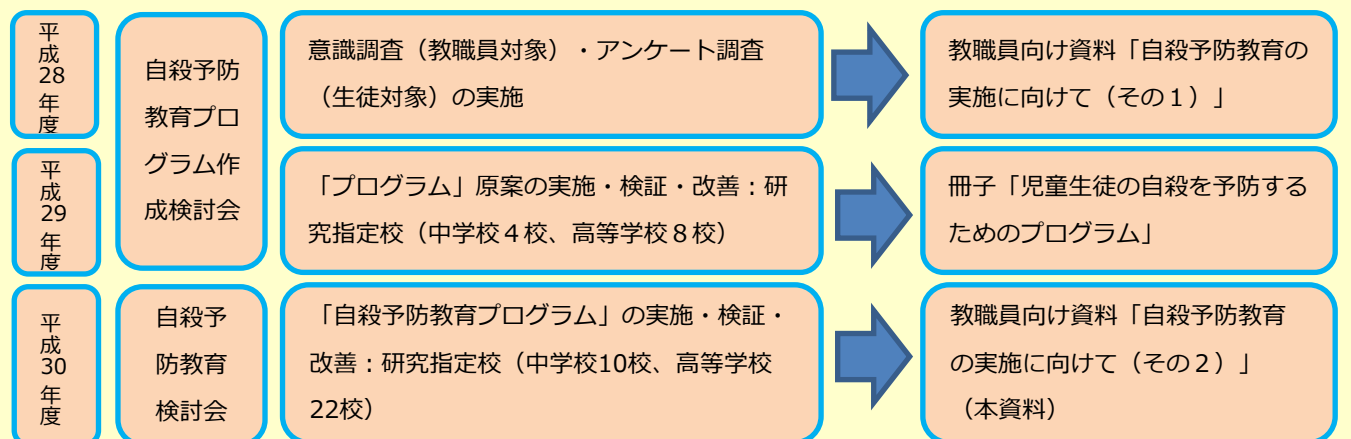 平成28年度
自殺予防
教育プロ
グラム作
成検討会
意識調査（教職員対象）・アンケート調査
（生徒対象）の実施
教職員向け資料「自殺予防教育の
実施に向けて（その１）」
平成29年度
「プログラム」原案の実施・検証・改善：研
究指定校（中学校４校、高等学校８校）
冊子「児童生徒の自殺を予防する
ためのプログラム」
平成30年度
自殺予
防教育
検討会
「自殺予防教育プログラム」の実施・検証・
改善：研究指定校（中学校10校、高等学校
22校）
教職員向け資料「自殺予防教育
の実施に向けて（その２）」
（本資料）